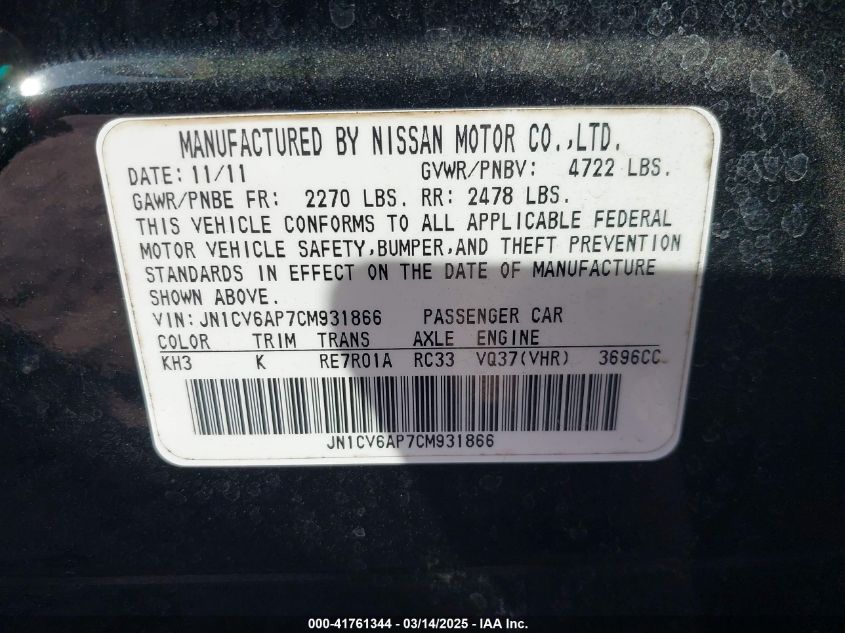 MANUFACTURED BY NISSAN MOTOR CO.,LTD.
DATE: 11/11 GVWR/PNBV: 4722 LBS.
GAWR/PNBE FR: 2270 LBS. RR: 2478 LBS.
THIS VEHICLE CONFORMS TO ALL APPLICABLE FEDERAL
MOTOR VEHICLE SAFETY,BUMPER,AND THEFT PREVENTION
STANDARDS IN EFFECT ON THE DATE OF MANUFACTURE
SHOWN ABOVE.
VIN:JN1CV6AP7CM931866 PASSENGER CAR
COLOR TRIM TRANS AXLE ENGINE
KH3 K RE7R01A RC33 VQ37(VHR) 3696CC
JN1CV6AP7CM931866
000-41761344 — 03/14/2025 — IAA Inc.